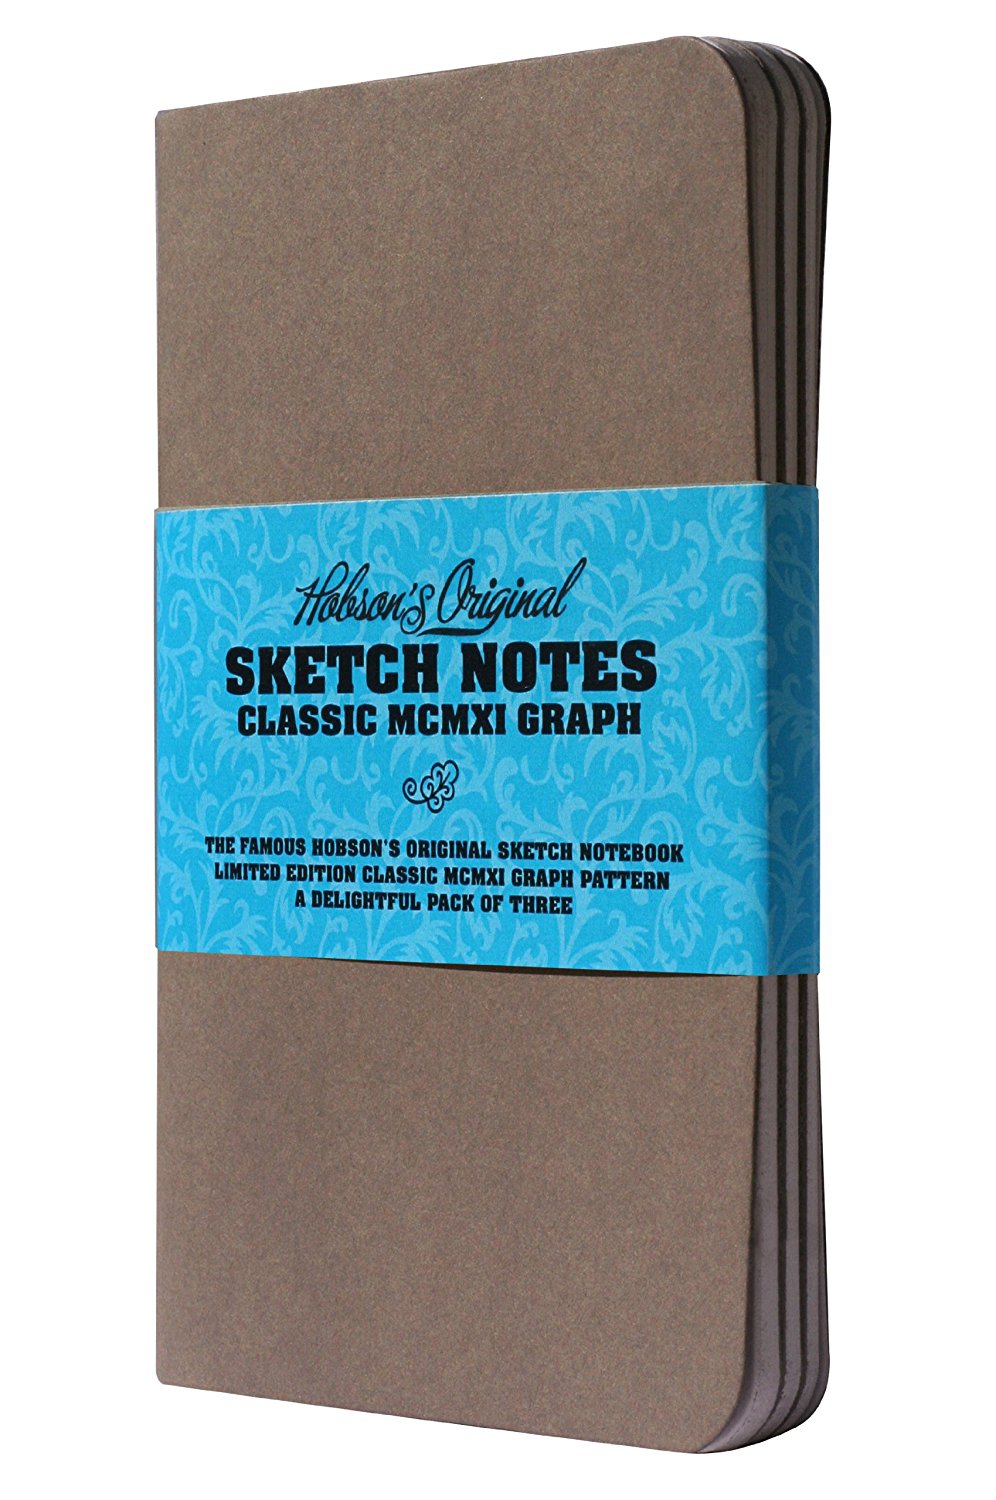 Hobson's Original
SKETCH NOTES
CLASSIC MCMXI GRAPH
THE FAMOUS HOBSON'S ORIGINAL SKETCH NOTEBOOK
LIMITED EDITION CLASSIC MCMXI GRAPH PATTERN
A DELIGHTFUL PACK OF THREE